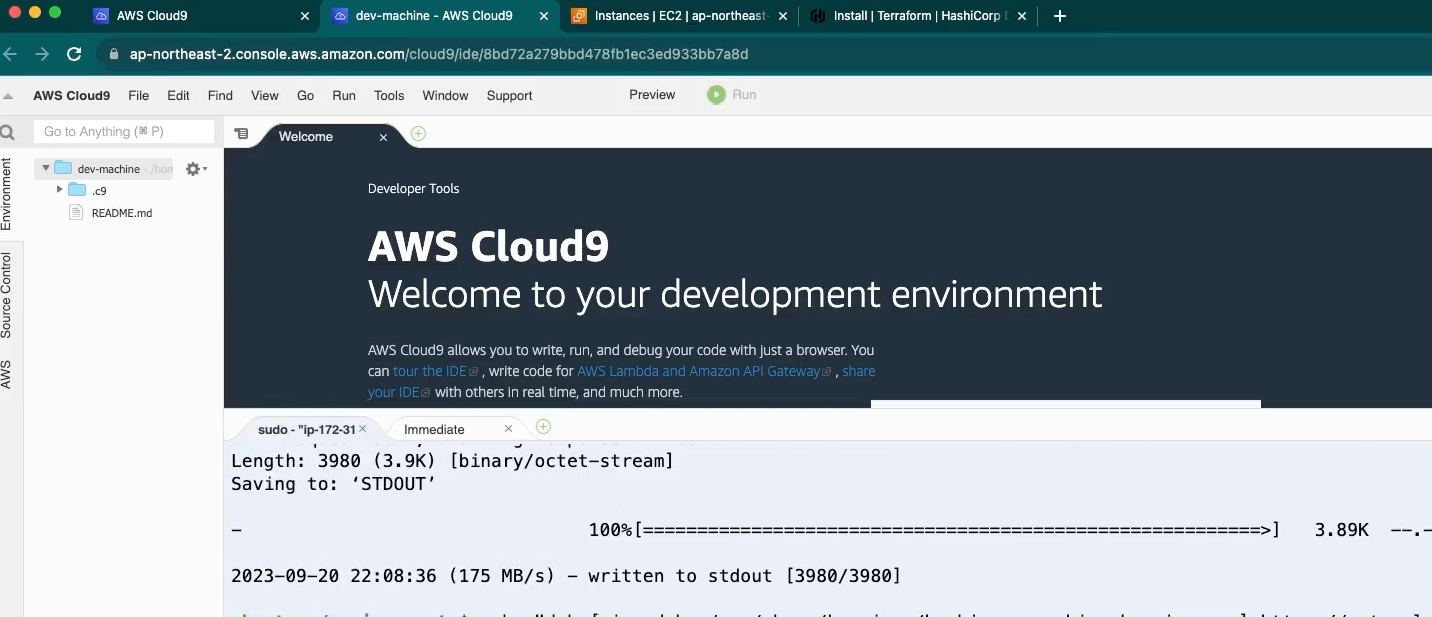 AWS Cloud9
dev-machine - AWS Cloud9
Instances | EC2 | ap-northeast-
Install | Terraform | HashiCorp
ap-northeast-2.console.aws.amazon.com/cloud9/ide/8bd72a279bbd478fb1ec3ed933bb7a8d
AWS Cloud9 File Edit Find View Go Run Tools Window Support Preview Run
Go to Anything (⌘ P)
Welcome
Environment
Source Control
AWS
dev-machine - /hom
.c9
README.md
Developer Tools
AWS Cloud9
Welcome to your development environment
AWS Cloud9 allows you to write, run, and debug your code with just a browser. You
can tour the IDE , write code for AWS Lambda and Amazon API Gateway , share
your IDE with others in real time, and much more.
sudo - "ip-172-31
Immediate
Length: 3980 (3.9K) [binary/octet-stream]
Saving to: ‘STDOUT’
- 100%[=========================================================>] 3.89K --.-
2023-09-20 22:08:36 (175 MB/s) - written to stdout [3980/3980]